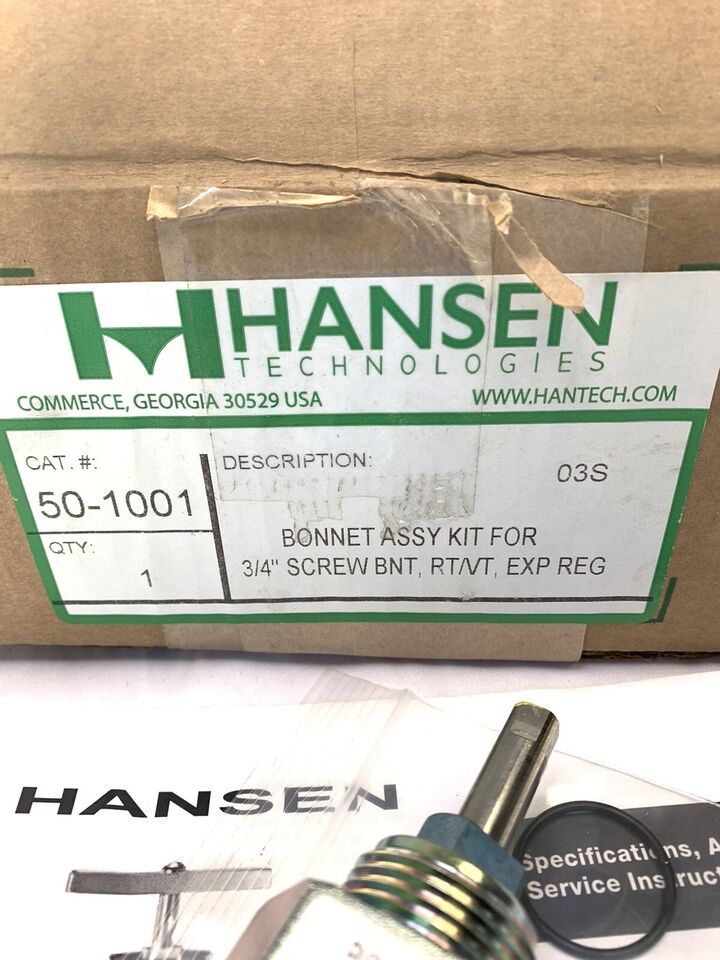 HANSEN
TECHNOLOGIES
COMMERCE, GEORGIA 30529 USA
WWW.HANTECH.COM
CAT. #:
50-1001
QTY:
1
DESCRIPTION:
03S
BONNET ASSY KIT FOR
3/4" SCREW BNT, RT/VT, EXP REG
HANSEN
Specifications, A
Service Instruct